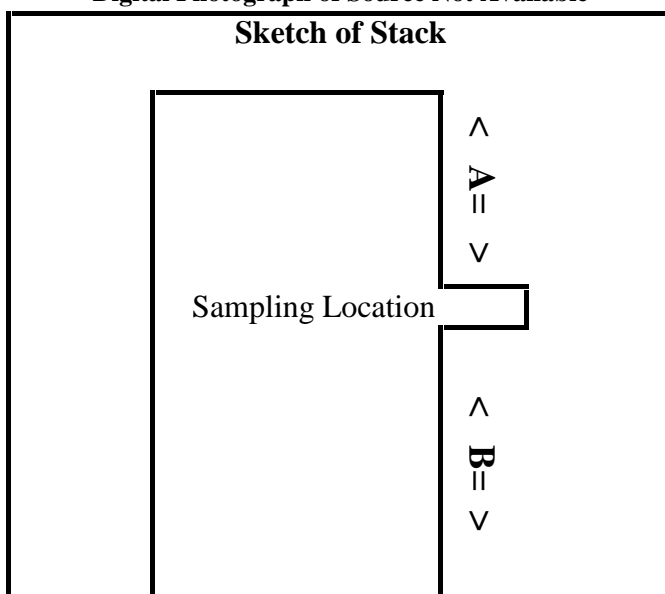 Digital Photograph of Source Not Available
Sketch of Stack
< A= >
Sampling Location
< B= >